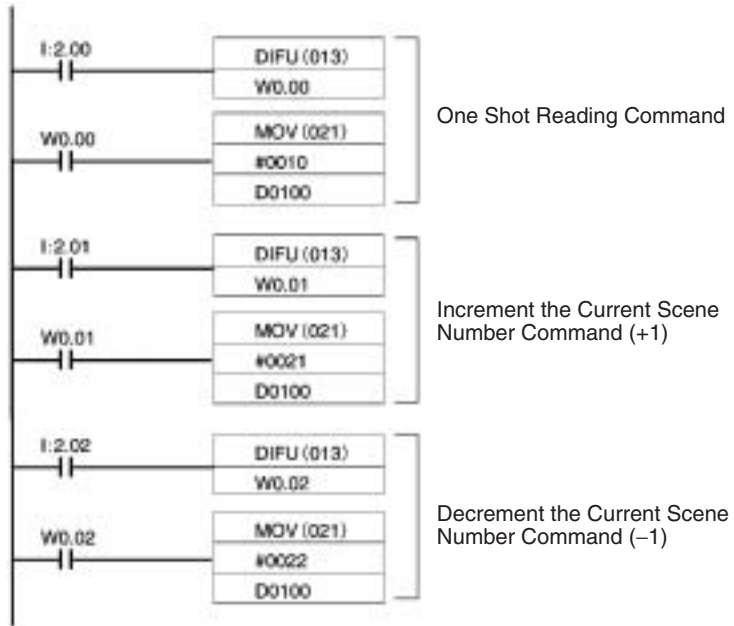 I:2.00
DIFU (013)
W0.00
W0.00
MOV (021)
#0010
D0100
One Shot Reading Command
I:2.01
DIFU (013)
W0.01
W0.01
MOV (021)
#0021
D0100
Increment the Current Scene
Number Command (+1)
I:2.02
DIFU (013)
W0.02
W0.02
MOV (021)
#0022
D0100
Decrement the Current Scene
Number Command (−1)